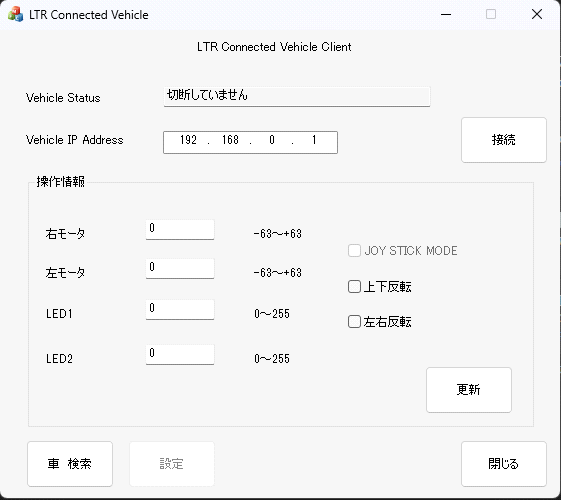 LTR Connected Vehicle
LTR Connected Vehicle Client
Vehicle Status 切断していません
Vehicle IP Address 192 . 168 . 0 . 1 接続
操作情報
右モータ 0 -63～+63
JOY STICK MODE
左モータ 0 -63～+63
上下反転
LED1 0 0～255
左右反転
LED2 0 0～255
更新
車 検索 設定 閉じる